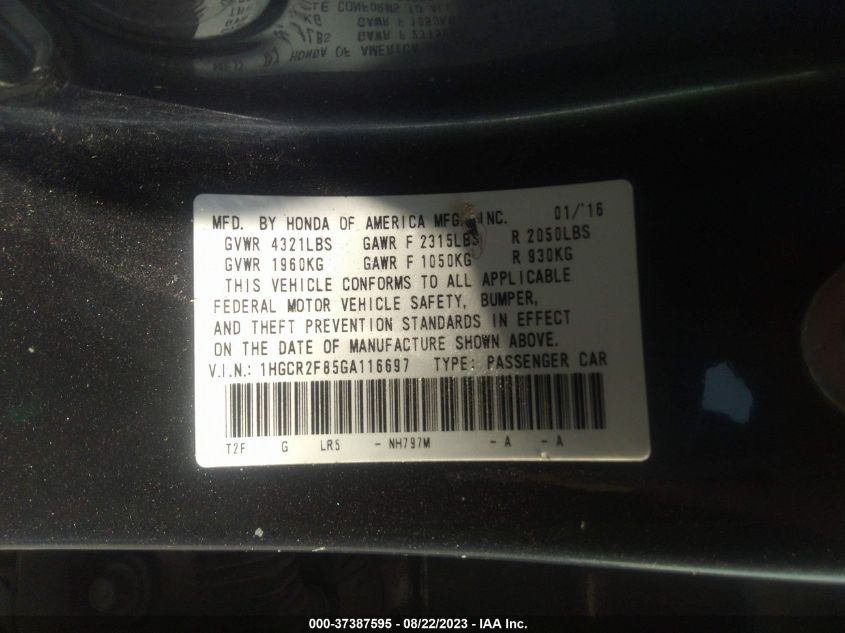 MFD. BY HONDA OF AMERICA MFG. INC. 01/'16
GVWR 4321LBS GAWR F 2315LBS R 2050LBS
GVWR 1960KG GAWR F 1050KG R 930KG
THIS VEHICLE CONFORMS TO ALL APPLICABLE
FEDERAL MOTOR VEHICLE SAFETY, BUMPER,
AND THEFT PREVENTION STANDARDS IN EFFECT
ON THE DATE OF MANUFACTURE SHOWN ABOVE.
V.I.N.: 1HGCR2F85GA116697 TYPE: PASSENGER CAR
T2F G LR5 - NH797M - A - A
000-37387595 - 08/22/2023 - IAA Inc.